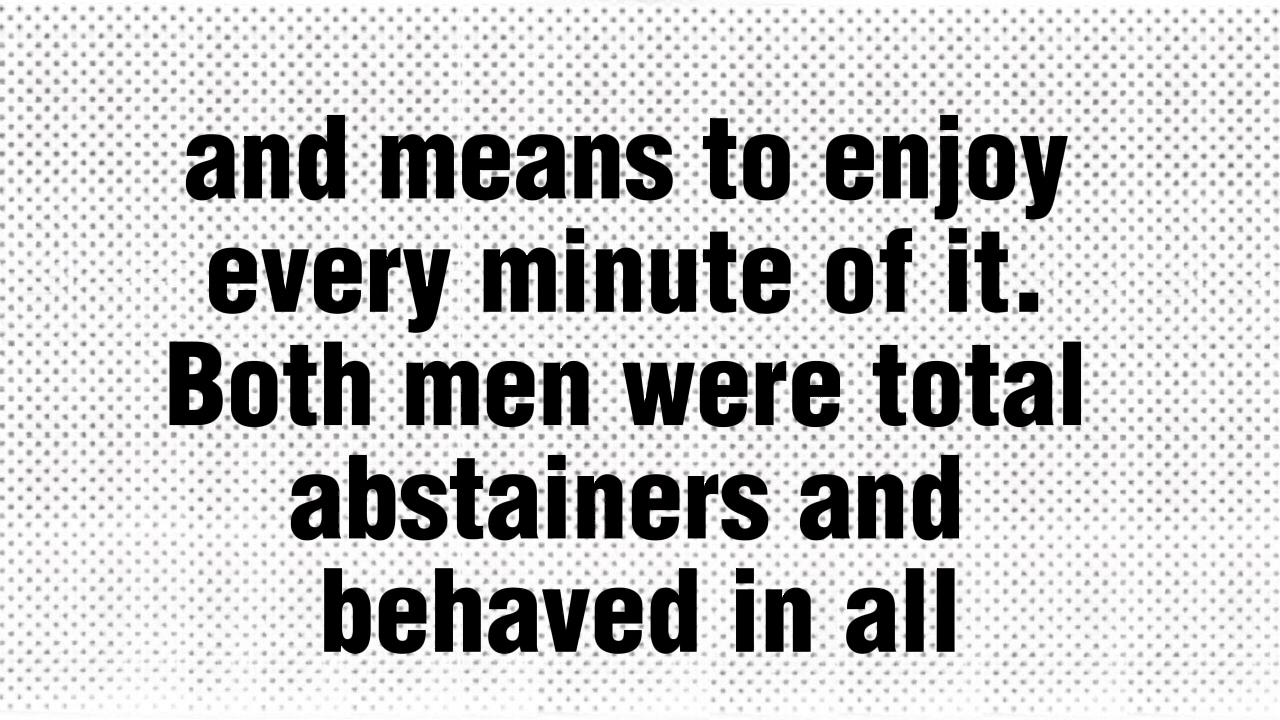 and means to enjoy
every minute of it.
Both men were total
abstainers and
behaved in all